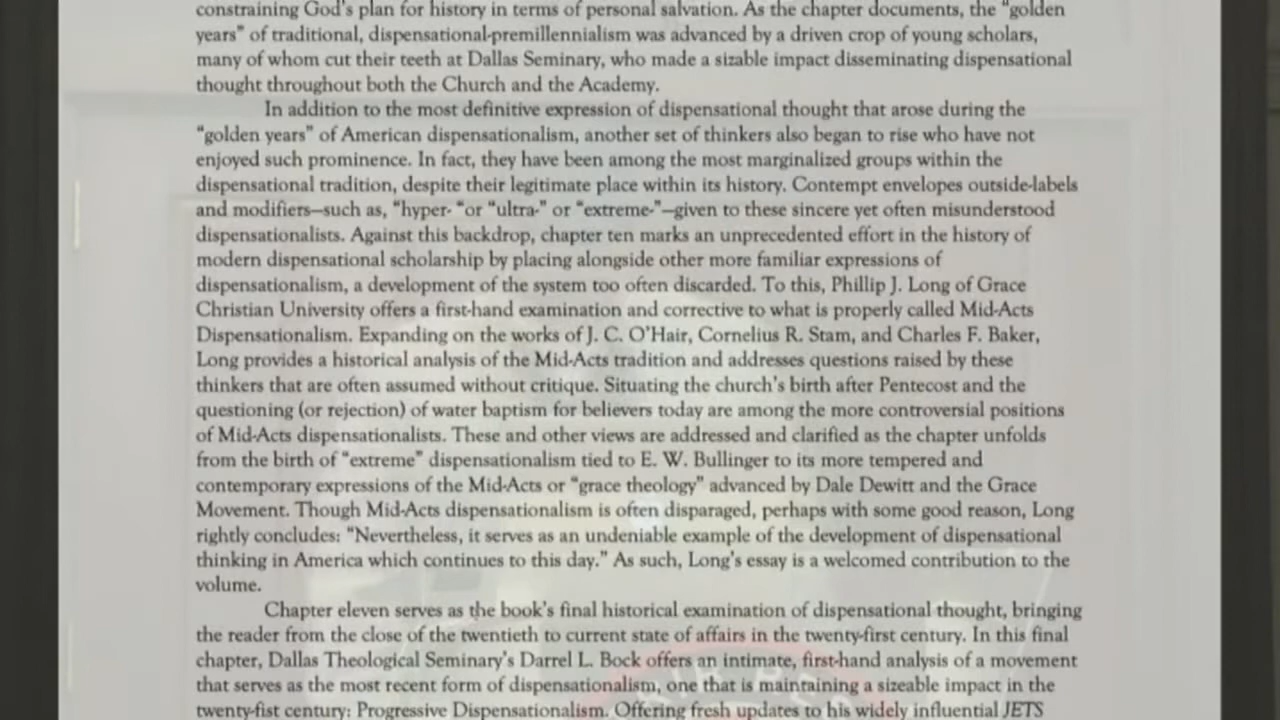 constraining God's plan for history in terms of personal salvation. As the chapter documents, the "golden
years" of traditional, dispensational-premillennialism was advanced by a driven crop of young scholars,
many of whom cut their teeth at Dallas Seminary, who made a sizable impact disseminating dispensational
thought throughout both the Church and the Academy.
In addition to the most definitive expression of dispensational thought that arose during the
"golden years" of American dispensationalism, another set of thinkers also began to rise who have not
enjoyed such prominence. In fact, they have been among the most marginalized groups within the
dispensational tradition, despite their legitimate place within its history. Contempt envelopes outside-labels
and modifiers—such as, "hyper- "or "ultra-" or "extreme-"—given to these sincere yet often misunderstood
dispensationalists. Against this backdrop, chapter ten marks an unprecedented effort in the history of
modern dispensational scholarship by placing alongside other more familiar expressions of
dispensationalism, a development of the system too often discarded. To this, Phillip J. Long of Grace
Christian University offers a first-hand examination and corrective to what is properly called Mid-Acts
Dispensationalism. Expanding on the works of J. C. O'Hair, Cornelius R. Stam, and Charles F. Baker,
Long provides a historical analysis of the Mid-Acts tradition and addresses questions raised by these
thinkers that are often assumed without critique. Situating the church's birth after Pentecost and the
questioning (or rejection) of water baptism for believers today are among the more controversial positions
of Mid-Acts dispensationalists. These and other views are addressed and clarified as the chapter unfolds
from the birth of "extreme" dispensationalism tied to E. W. Bullinger to its more tempered and
contemporary expressions of the Mid-Acts or "grace theology" advanced by Dale Dewitt and the Grace
Movement. Though Mid-Acts dispensationalism is often disparaged, perhaps with some good reason, Long
rightly concludes: "Nevertheless, it serves as an undeniable example of the development of dispensational
thinking in America which continues to this day." As such, Long's essay is a welcomed contribution to the
volume.
Chapter eleven serves as the book's final historical examination of dispensational thought, bringing
the reader from the close of the twentieth to current state of affairs in the twenty-first century. In this final
chapter, Dallas Theological Seminary's Darrel L. Bock offers an intimate, first-hand analysis of a movement
that serves as the most recent form of dispensationalism, one that is maintaining a sizeable impact in the
twenty-fist century: Progressive Dispensationalism. Offering fresh updates to his widely influential JETS